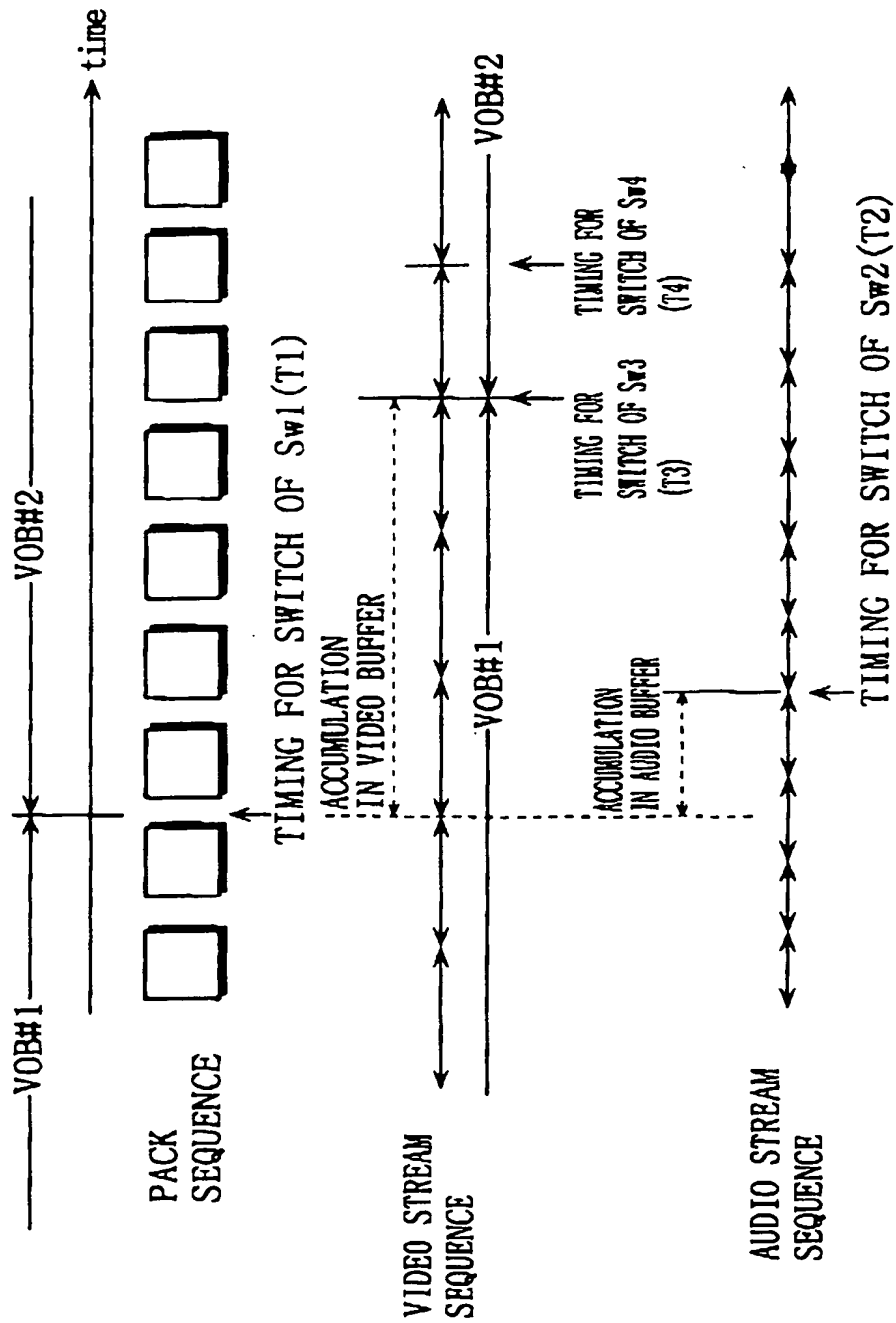 VOB#1
VOB#2
time
PACK
SEQUENCE
TIMING FOR SWITCH OF Sw1(T1)
ACCUMULATION
IN VIDEO BUFFER
VIDEO STREAM
SEQUENCE
VOB#1
VOB#2
TIMING FOR
SWITCH OF Sw3
(T3)
TIMING FOR
SWITCH OF Sw4
(T4)
ACCUMULATION
IN AUDIO BUFFER
AUDIO STREAM
SEQUENCE
TIMING FOR SWITCH OF Sw2(T2)